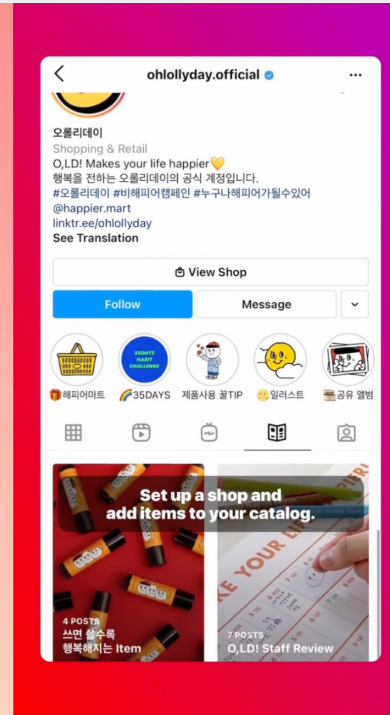 ohlollyday.official
오롤리데이
Shopping & Retail
O,LD! Makes your life happier💛
행복을 전하는 오롤리데이의 공식 계정입니다.
#오롤리데이 #비해피어캠페인 #누구나해피어가될수있어
@happier.mart
linktr.ee/ohlollyday
See Translation
View Shop
Follow
Message
35DAYS
HABIT
CHALLENGE
🎁해피어마트
🌈35DAYS
제품사용 꿀TIP
일러스트
공유 앨범
Set up a shop and
add items to your catalog.
4 POSTS
쓰면 쓸수록
행복해지는 Item
7 POSTS
O,LD! Staff Review